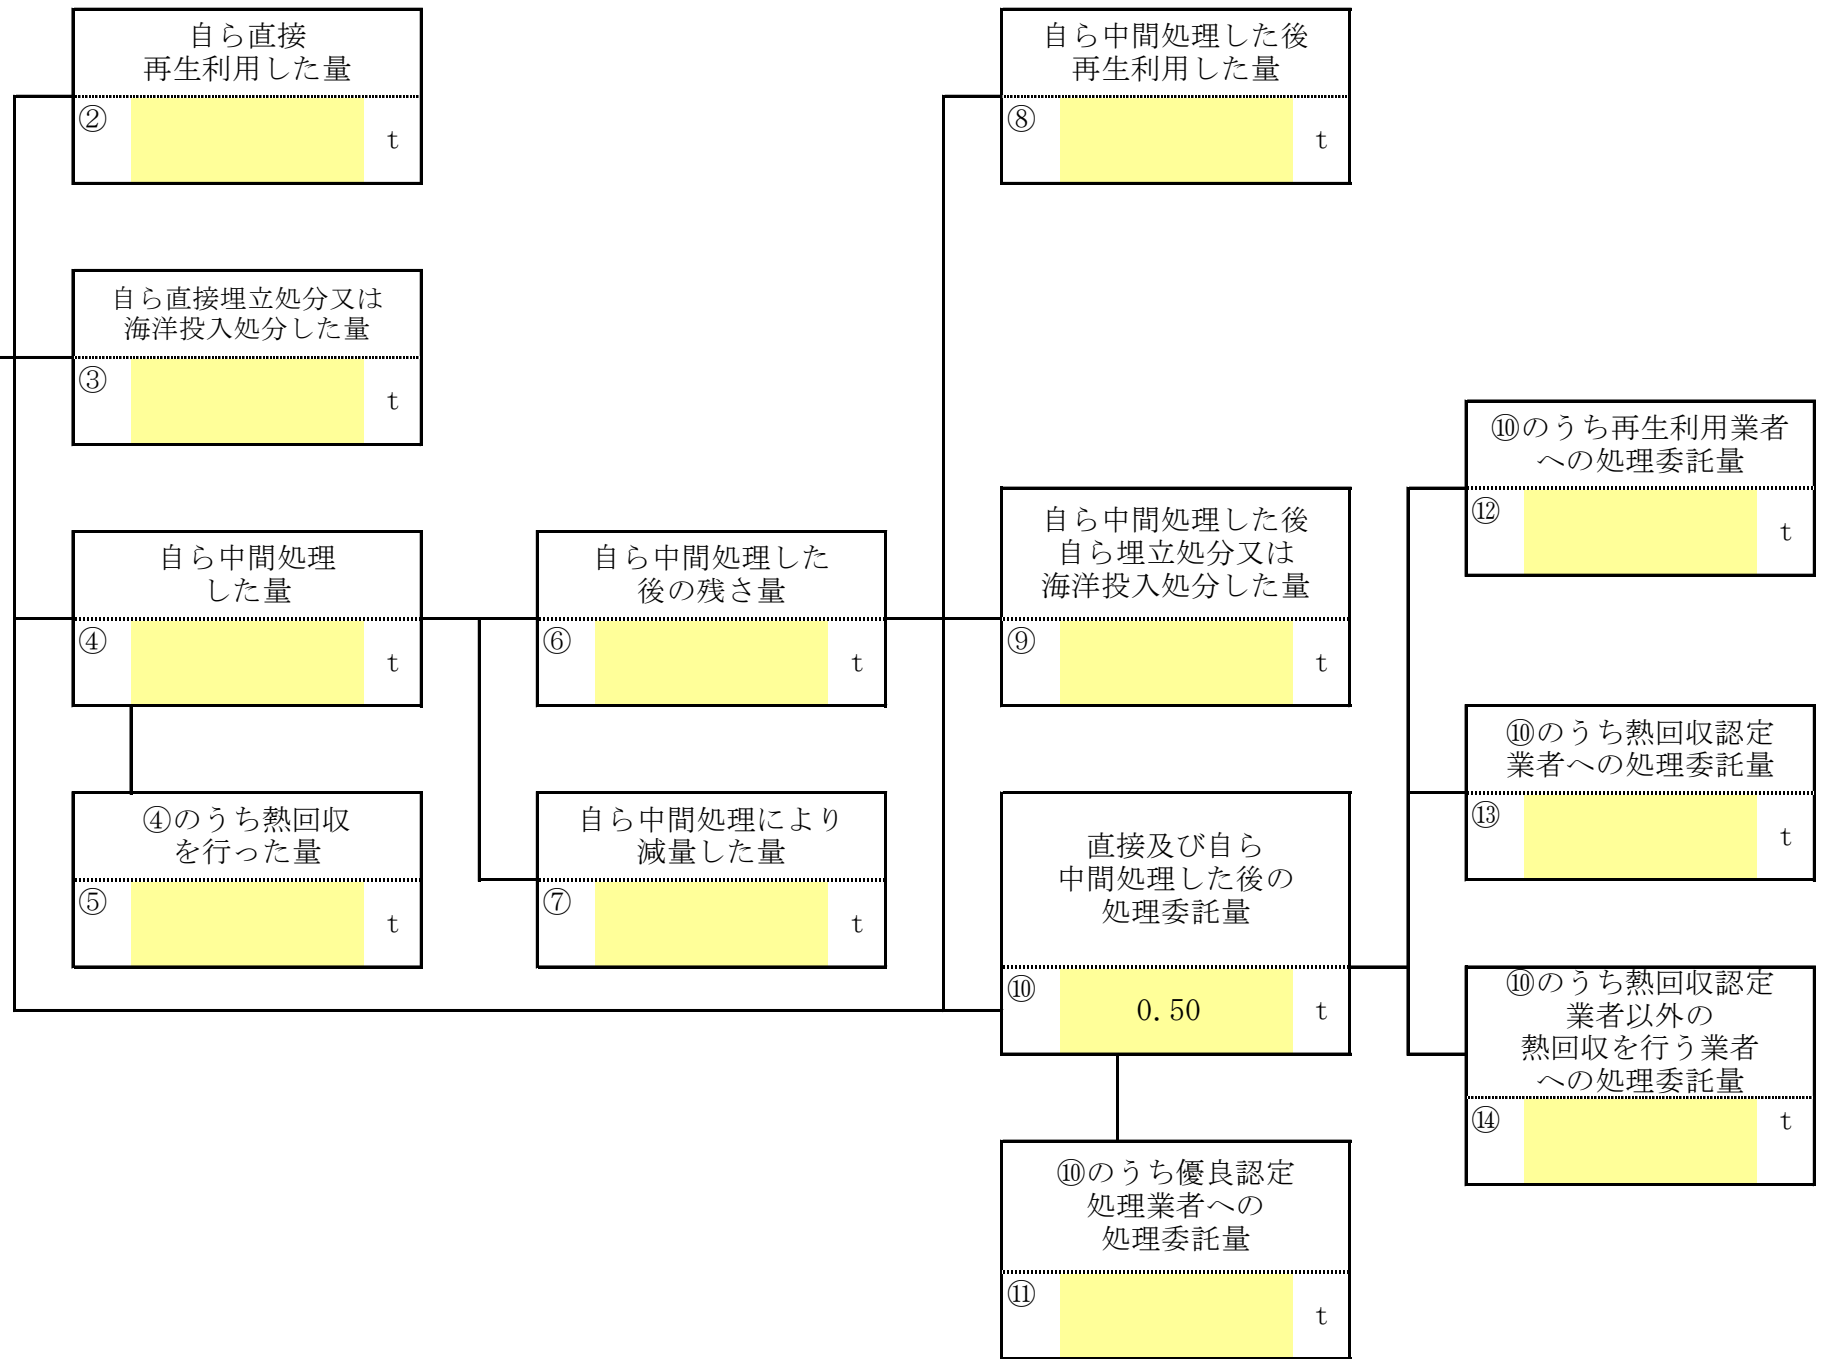 自ら直接
再生利用した量
②
t
自ら中間処理した後
再生利用した量
⑧
t
自ら直接埋立処分又は
海洋投入処分した量
③
t
⑩のうち再生利用業者
への処理委託量
⑫
t
自ら中間処理
した量
④
t
自ら中間処理した
後の残さ量
⑥
t
自ら中間処理した後
自ら埋立処分又は
海洋投入処分した量
⑨
t
⑩のうち熱回収認定
業者への処理委託量
⑬
t
④のうち熱回収
を行った量
⑤
t
自ら中間処理により
減量した量
⑦
t
直接及び自ら
中間処理した後の
処理委託量
⑩
0.50
t
⑩のうち熱回収認定
業者以外の
熱回収を行う業者
への処理委託量
⑭
t
⑩のうち優良認定
処理業者への
処理委託量
⑪
t